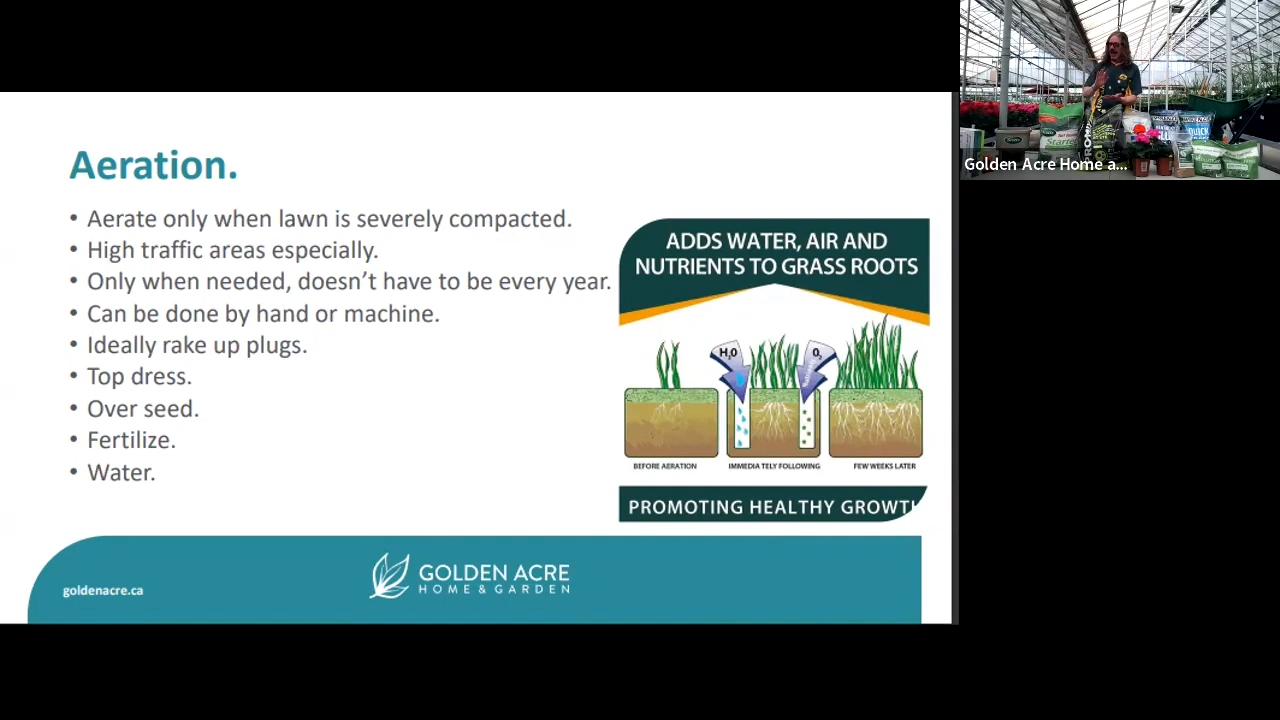 Aeration.
• Aerate only when lawn is severely compacted.
• High traffic areas especially.
• Only when needed, doesn't have to be every year.
• Can be done by hand or machine.
• Ideally rake up plugs.
• Top dress.
• Over seed.
• Fertilize.
• Water.
ADDS WATER, AIR AND
NUTRIENTS TO GRASS ROOTS
H₂O
O₂
BEFORE AERATION
IMMEDIA TELY FOLLOWING
FEW WEEKS LATER
PROMOTING HEALTHY GROWTH
goldenacre.ca
GOLDEN ACRE
HOME & GARDEN
Golden Acre Home a...